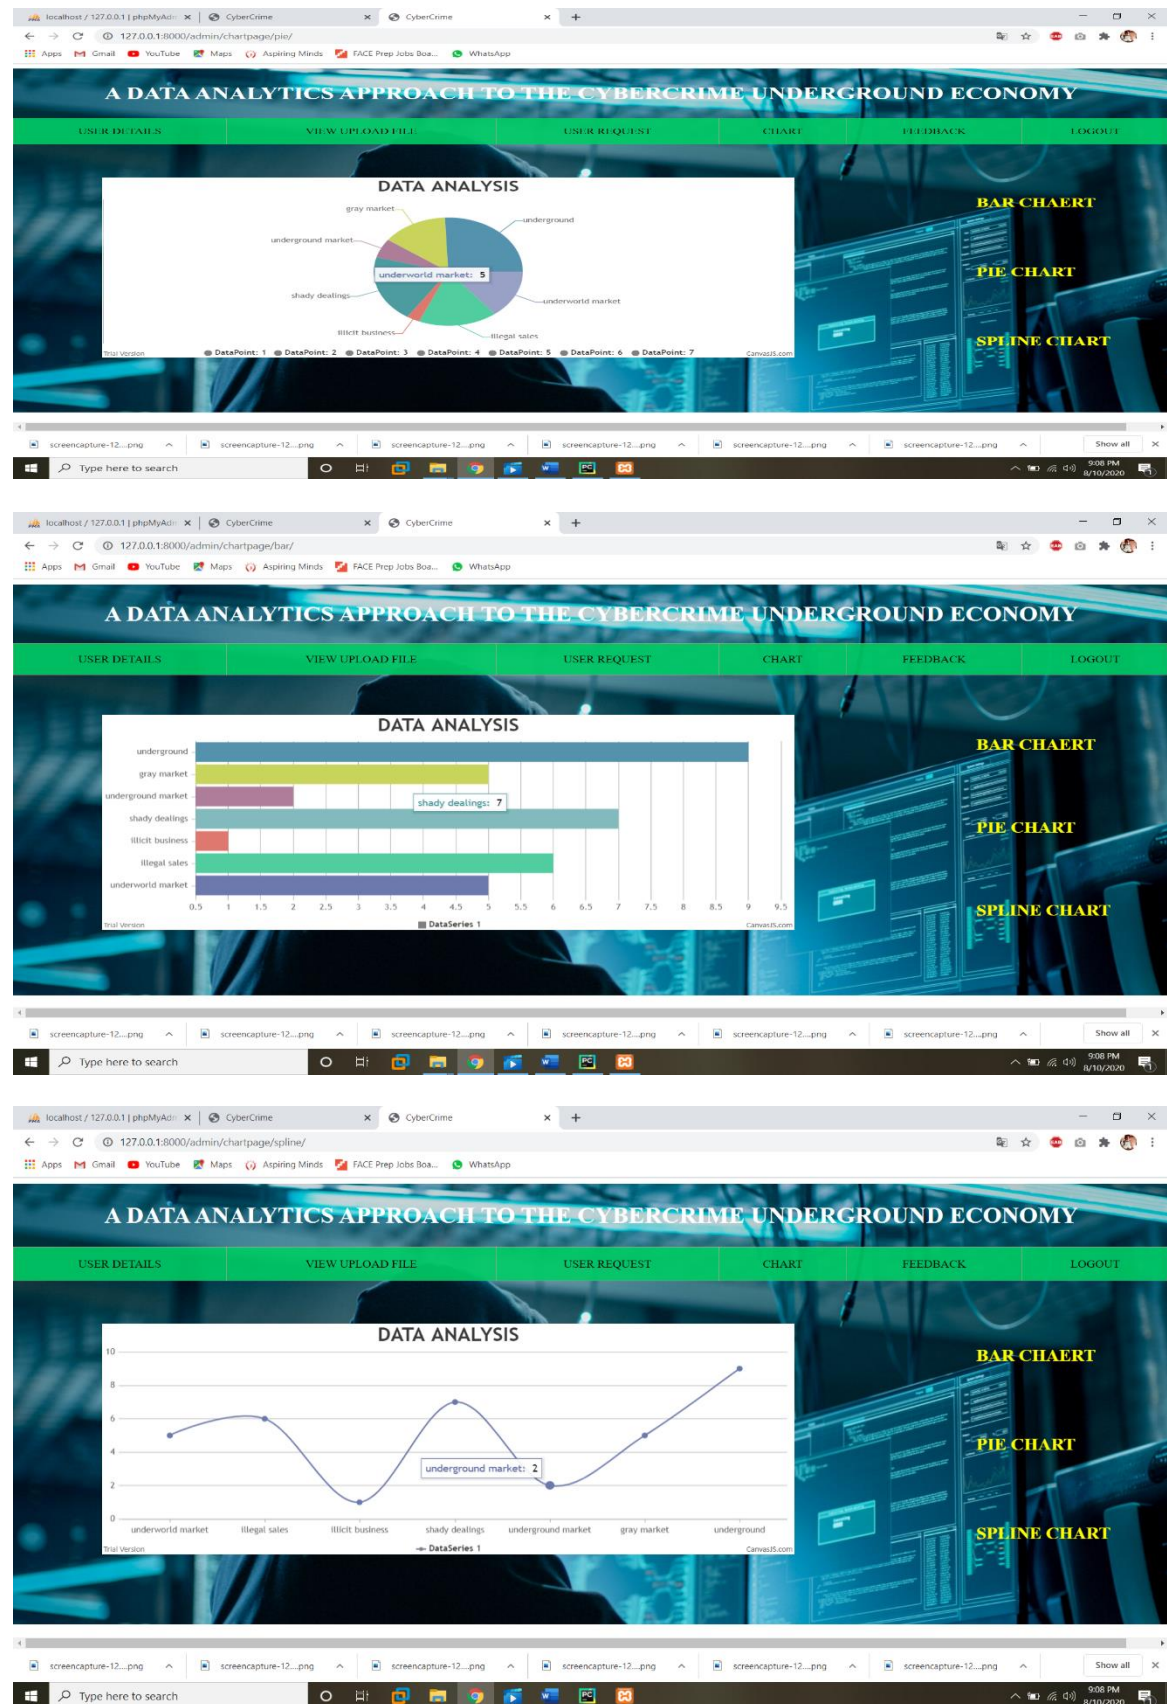 localhost / 127.0.0.1 | phpMyAdm CyberCrime CyberCrime
127.0.0.1:8000/admin/chartpage/pie/
Apps Gmail YouTube Maps Aspiring Minds FACE Prep Jobs Boa... WhatsApp
A DATA ANALYTICS APPROACH TO THE CYBERCRIME UNDERGROUND ECONOMY
USER DETAILS VIEW UPLOAD FILE USER REQUEST CHART FEEDBACK LOGOUT
DATA ANALYSIS
gray market
underground
underground market
underworld market: 5
shady dealings
underworld market
illicit business
illegal sales
Trial Version
DataPoint: 1 DataPoint: 2 DataPoint: 3 DataPoint: 4 DataPoint: 5 DataPoint: 6 DataPoint: 7
CanvasJS.com
BAR CHAERT
PIE CHART
SPLINE CHART
screencapture-12....png screencapture-12....png screencapture-12....png screencapture-12....png screencapture-12....png screencapture-12....png Show all
Type here to search
PC
9:08 PM
8/10/2020
localhost / 127.0.0.1 | phpMyAdm CyberCrime CyberCrime
127.0.0.1:8000/admin/chartpage/bar/
Apps Gmail YouTube Maps Aspiring Minds FACE Prep Jobs Boa... WhatsApp
A DATA ANALYTICS APPROACH TO THE CYBERCRIME UNDERGROUND ECONOMY
USER DETAILS VIEW UPLOAD FILE USER REQUEST CHART FEEDBACK LOGOUT
DATA ANALYSIS
underground
gray market
underground market
shady dealings: 7
shady dealings
illicit business
illegal sales
underworld market
0.5 1 1.5 2 2.5 3 3.5 4 4.5 5 5.5 6 6.5 7 7.5 8 8.5 9 9.5
Trial Version
DataSeries 1
CanvasJS.com
BAR CHAERT
PIE CHART
SPLINE CHART
screencapture-12....png screencapture-12....png screencapture-12....png screencapture-12....png screencapture-12....png screencapture-12....png Show all
Type here to search
PC
9:08 PM
8/10/2020
localhost / 127.0.0.1 | phpMyAdm CyberCrime CyberCrime
127.0.0.1:8000/admin/chartpage/spline/
Apps Gmail YouTube Maps Aspiring Minds FACE Prep Jobs Boa... WhatsApp
A DATA ANALYTICS APPROACH TO THE CYBERCRIME UNDERGROUND ECONOMY
USER DETAILS VIEW UPLOAD FILE USER REQUEST CHART FEEDBACK LOGOUT
DATA ANALYSIS
10
8
6
4
2
0
underground market: 2
underworld market illegal sales illicit business shady dealings underground market gray market underground
Trial Version
DataSeries 1
CanvasJS.com
BAR CHAERT
PIE CHART
SPLINE CHART
screencapture-12....png screencapture-12....png screencapture-12....png screencapture-12....png screencapture-12....png screencapture-12....png Show all
Type here to search
PC
9:08 PM
8/10/2020